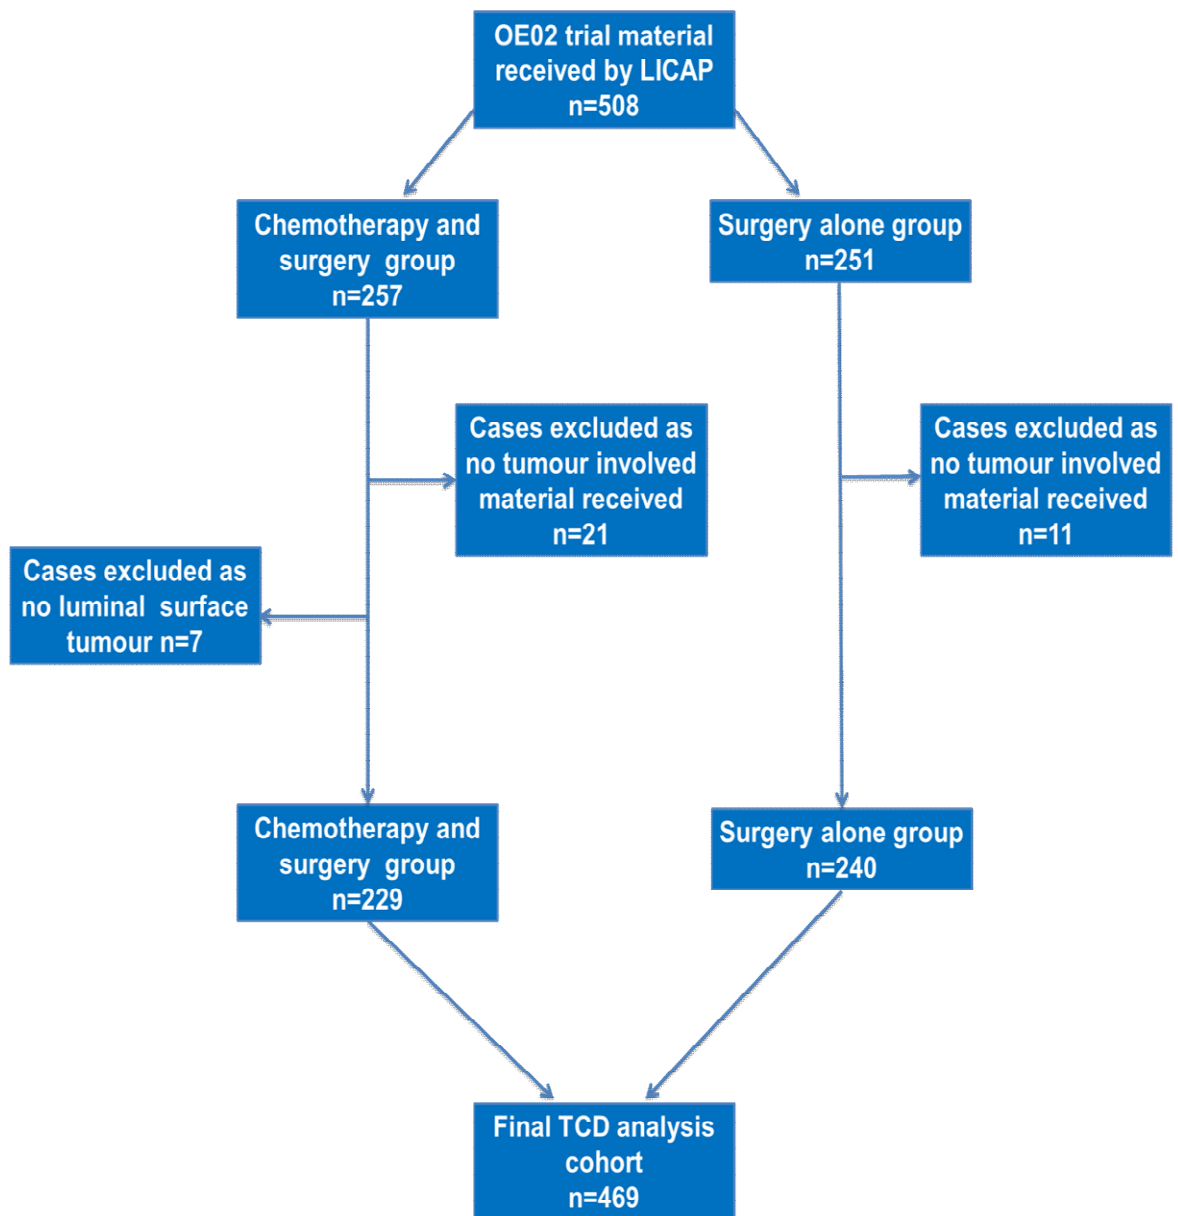 OE02 trial material
received by LICAP
n=508
Chemotherapy and
surgery group
n=257
Surgery alone group
n=251
Cases excluded as
no tumour involved
material received
n=21
Cases excluded as
no tumour involved
material received
n=11
Cases excluded as
no luminal surface
tumour n=7
Chemotherapy and
surgery group
n=229
Surgery alone group
n=240
Final TCD analysis
cohort
n=469